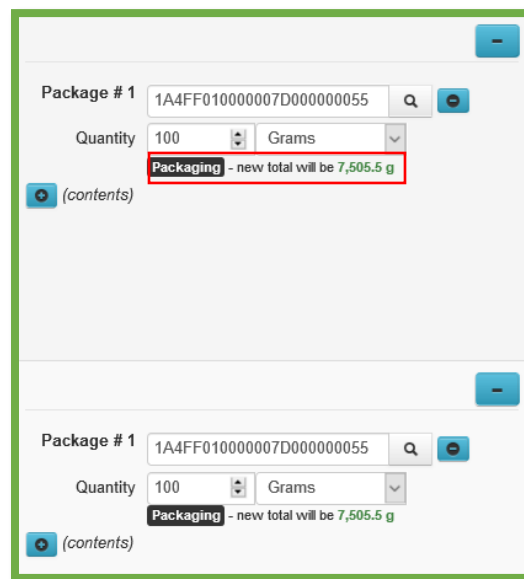 Package # 1 1A4FF010000007D000000055
Quantity 100 Grams
Packaging - new total will be 7,505.5 g
(contents)
Package # 1 1A4FF010000007D000000055
Quantity 100 Grams
Packaging - new total will be 7,505.5 g
(contents)